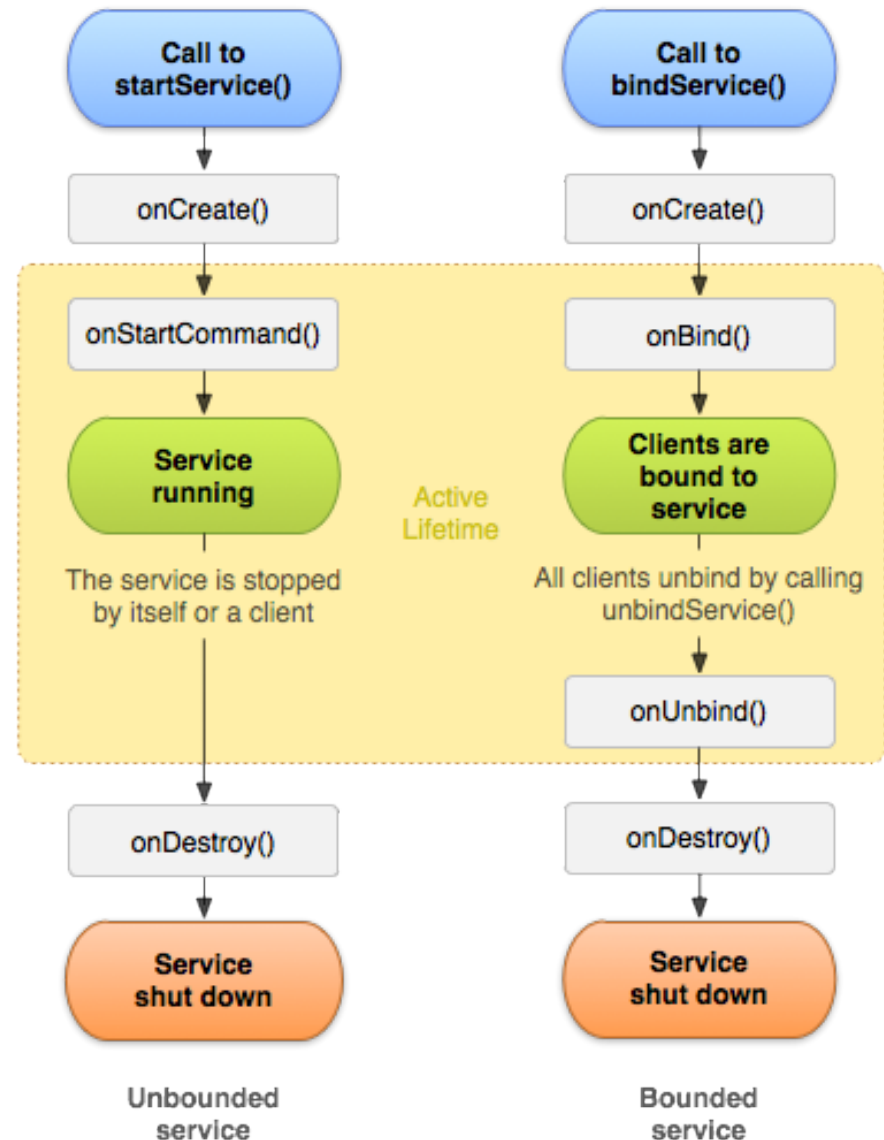 Call to
startService()
onCreate()
onStartCommand()
Service
running
The service is stopped
by itself or a client
onDestroy()
Service
shut down
Unbounded
service
Active
Lifetime
Call to
bindService()
onCreate()
onBind()
Clients are
bound to
service
All clients unbind by calling
unbindService()
onUnbind()
onDestroy()
Service
shut down
Bounded
service